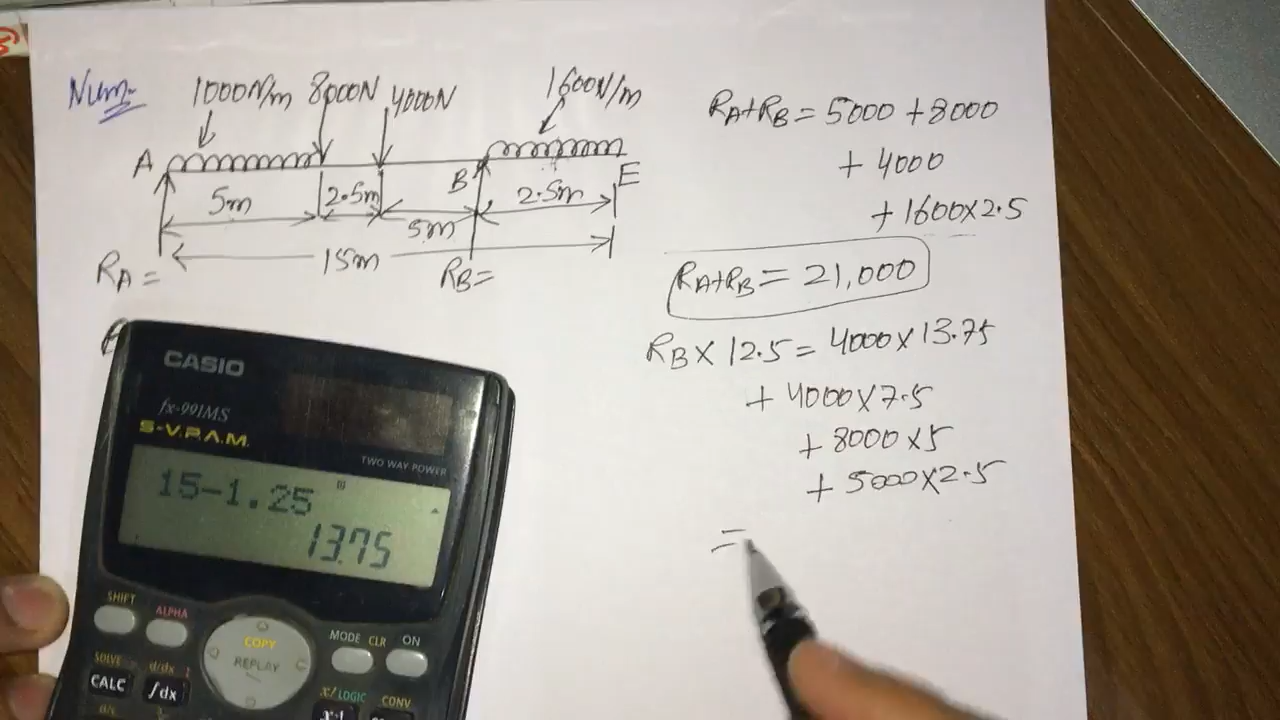 Num-
1000N/m 8000N 4000N 1600N/m
A B E
5m 2.5m 5m 2.5m
15m
RA = RB =
RA+RB = 5000 + 8000
+ 4000
+ 1600×2.5
RA+RB = 21,000
RB × 12.5 = 4000×13.75
+ 4000×7.5
+ 8000×5
+ 5000×2.5
=
CASIO
fx-991MS
S-V.P.A.M.
TWO WAY POWER
15-1.25
13.75
SHIFT ALPHA COPY REPLAY MODE CLR ON
SOLVE d/dx x! LOGIC CONV
CALC ∫dx x-1